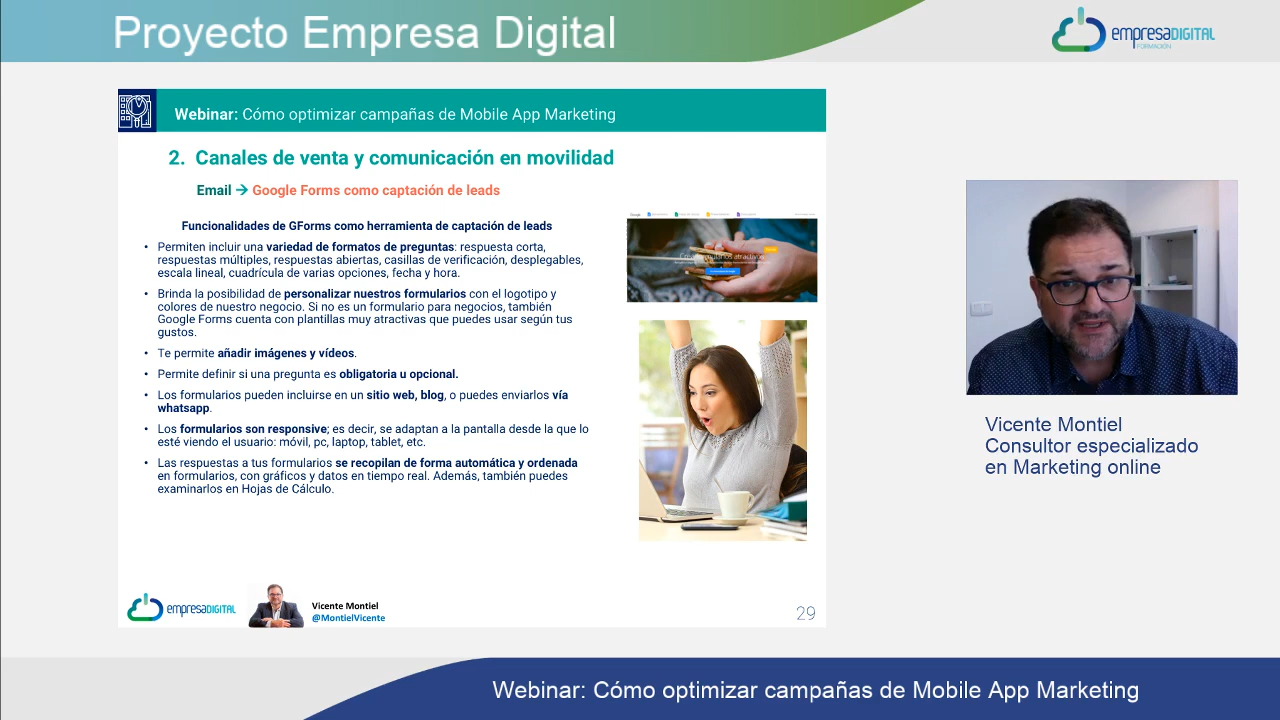 Proyecto Empresa Digital
empresaDIGITAL
FORMACIÓN
Webinar: Cómo optimizar campañas de Mobile App Marketing
2. Canales de venta y comunicación en movilidad
Email → Google Forms como captación de leads
Funcionalidades de GForms como herramienta de captación de leads
• Permiten incluir una variedad de formatos de preguntas: respuesta corta,
respuestas múltiples, respuestas abiertas, casillas de verificación, desplegables,
escala lineal, cuadrícula de varias opciones, fecha y hora.
• Brinda la posibilidad de personalizar nuestros formularios con el logotipo y
colores de nuestro negocio. Si no es un formulario para negocios, también
Google Forms cuenta con plantillas muy atractivas que puedes usar según tus
gustos.
• Te permite añadir imágenes y vídeos.
• Permite definir si una pregunta es obligatoria u opcional.
• Los formularios pueden incluirse en un sitio web, blog, o puedes enviarlos vía
whatsapp.
• Los formularios son responsive; es decir, se adaptan a la pantalla desde la que lo
esté viendo el usuario: móvil, pc, laptop, tablet, etc.
• Las respuestas a tus formularios se recopilan de forma automática y ordenada
en formularios, con gráficos y datos en tiempo real. Además, también puedes
examinarlos en Hojas de Cálculo.
Google
formularios atractivos
Vicente Montiel
Consultor especializado
en Marketing online
empresaDIGITAL
Vicente Montiel
@MontielVicente
29
Webinar: Cómo optimizar campañas de Mobile App Marketing